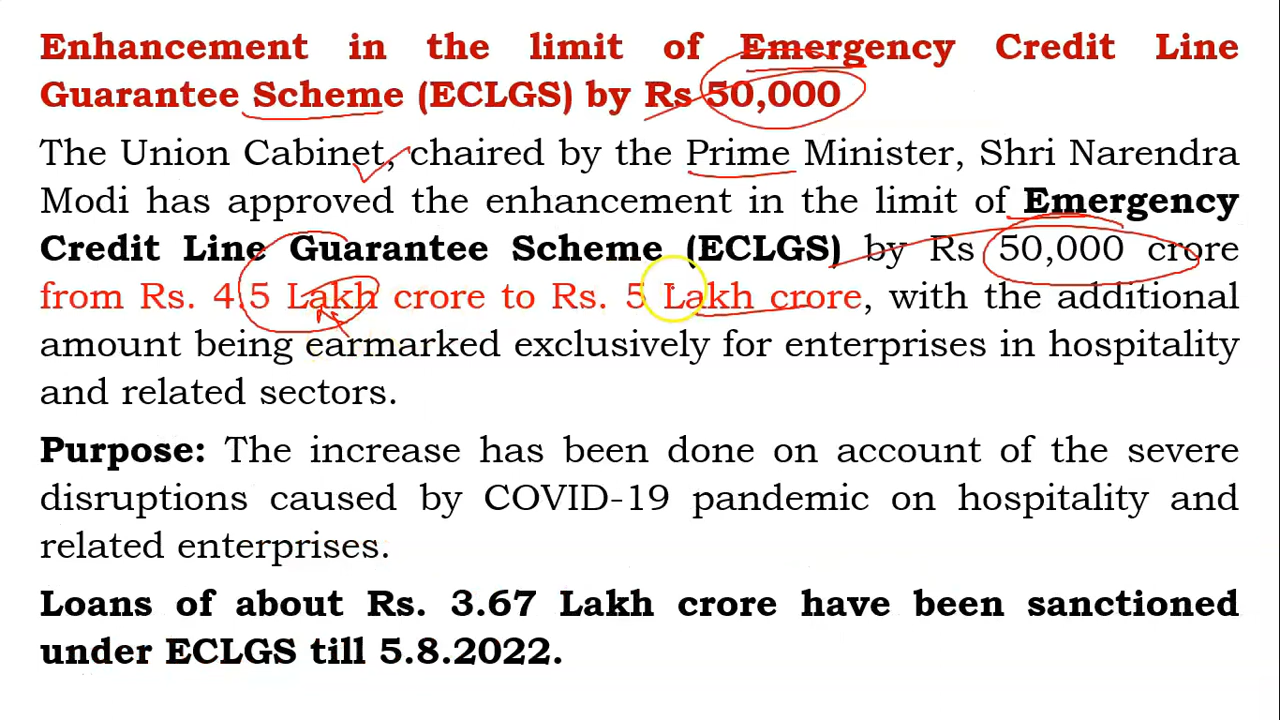 Enhancement in the limit of Emergency Credit Line
Guarantee Scheme (ECLGS) by Rs 50,000
The Union Cabinet, chaired by the Prime Minister, Shri Narendra
Modi has approved the enhancement in the limit of Emergency
Credit Line Guarantee Scheme (ECLGS) by Rs 50,000 crore
from Rs. 4.5 Lakh crore to Rs. 5 Lakh crore, with the additional
amount being earmarked exclusively for enterprises in hospitality
and related sectors.
Purpose: The increase has been done on account of the severe
disruptions caused by COVID-19 pandemic on hospitality and
related enterprises.
Loans of about Rs. 3.67 Lakh crore have been sanctioned
under ECLGS till 5.8.2022.